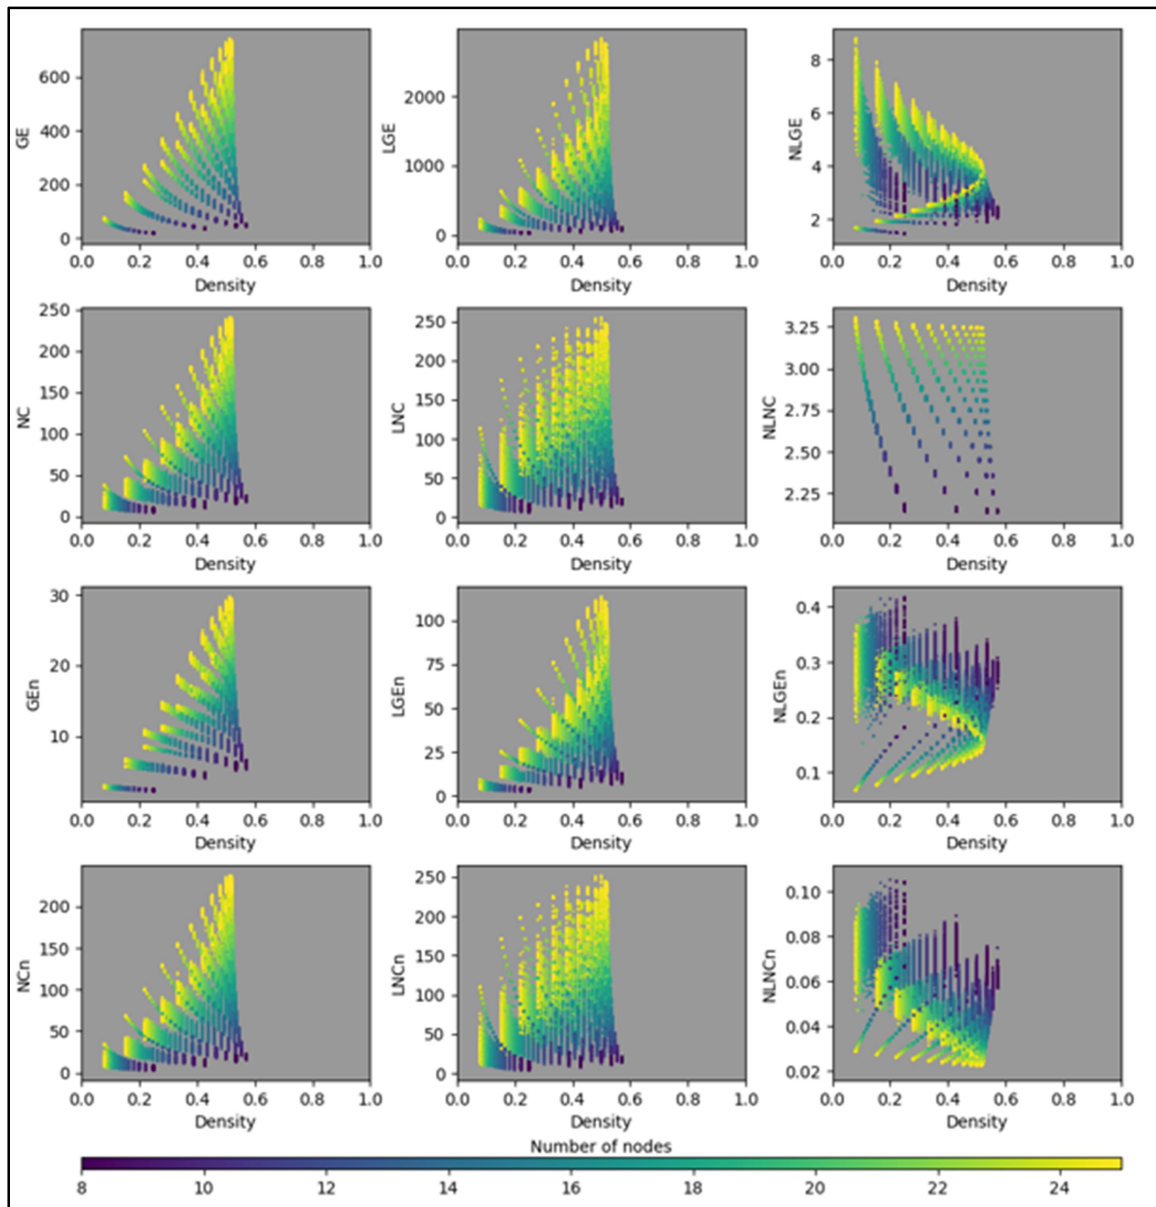 GE
600
400
200
0
0.0 0.2 0.4 0.6 0.8 1.0
Density
LGE
2000
1000
0
0.0 0.2 0.4 0.6 0.8 1.0
Density
NLGE
8
6
4
2
0.0 0.2 0.4 0.6 0.8 1.0
Density
NC
250
200
150
100
50
0
0.0 0.2 0.4 0.6 0.8 1.0
Density
LNC
250
200
150
100
50
0
0.0 0.2 0.4 0.6 0.8 1.0
Density
NLNC
3.25
3.00
2.75
2.50
2.25
0.0 0.2 0.4 0.6 0.8 1.0
Density
GEn
30
20
10
0.0 0.2 0.4 0.6 0.8 1.0
Density
LGEn
100
75
50
25
0
0.0 0.2 0.4 0.6 0.8 1.0
Density
NLGEn
0.4
0.3
0.2
0.1
0.0 0.2 0.4 0.6 0.8 1.0
Density
NCn
200
150
100
50
0
0.0 0.2 0.4 0.6 0.8 1.0
Density
LNCn
250
200
150
100
50
0
0.0 0.2 0.4 0.6 0.8 1.0
Density
NLNCn
0.10
0.08
0.06
0.04
0.02
0.0 0.2 0.4 0.6 0.8 1.0
Density
Number of nodes
8 10 12 14 16 18 20 22 24